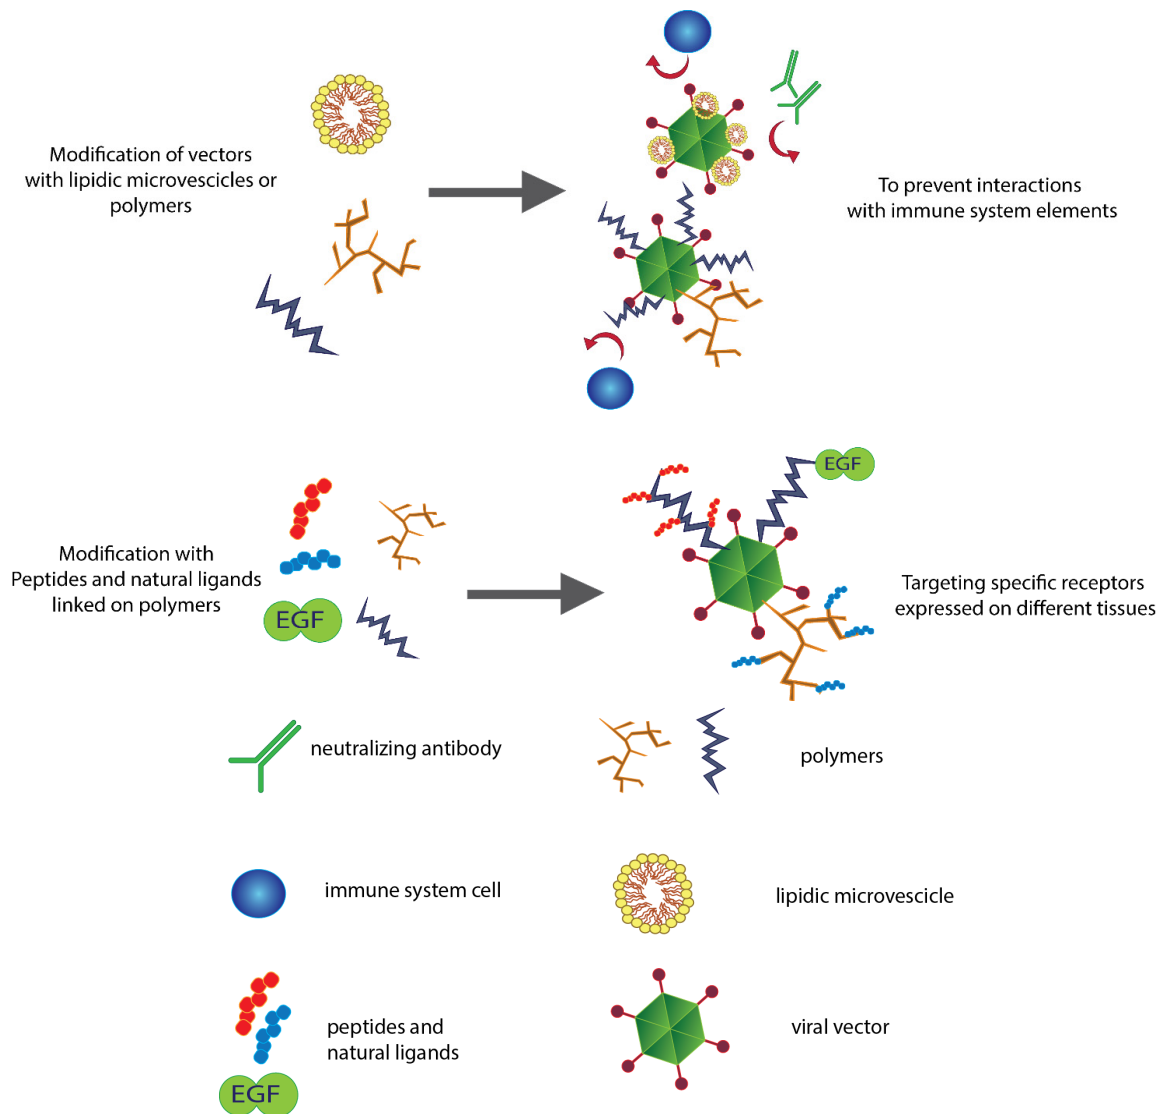 Modification of vectors
with lipidic microvescicles or
polymers
To prevent interactions
with immune system elements
EGF
Modification with
Peptides and natural ligands
linked on polymers
EGF
Targeting specific receptors
expressed on different tissues
neutralizing antibody
polymers
immune system cell
lipidic microvescicle
peptides and
natural ligands
viral vector
EGF